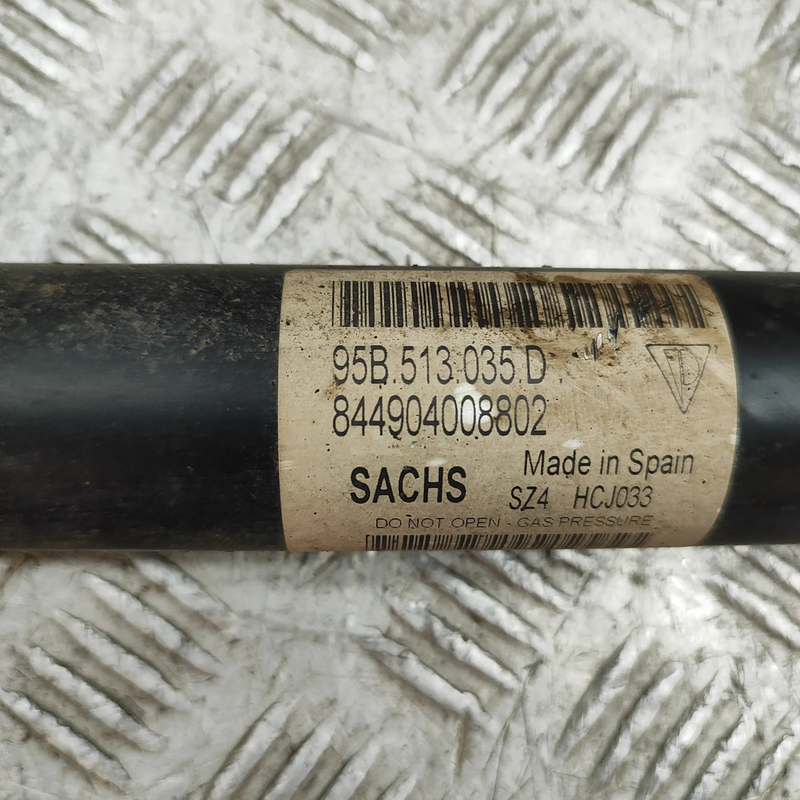 95B.513.035.D
844904008802
Made in Spain
SACHS
SZ4 HCJ033
DO NOT OPEN - GAS PRESSURE